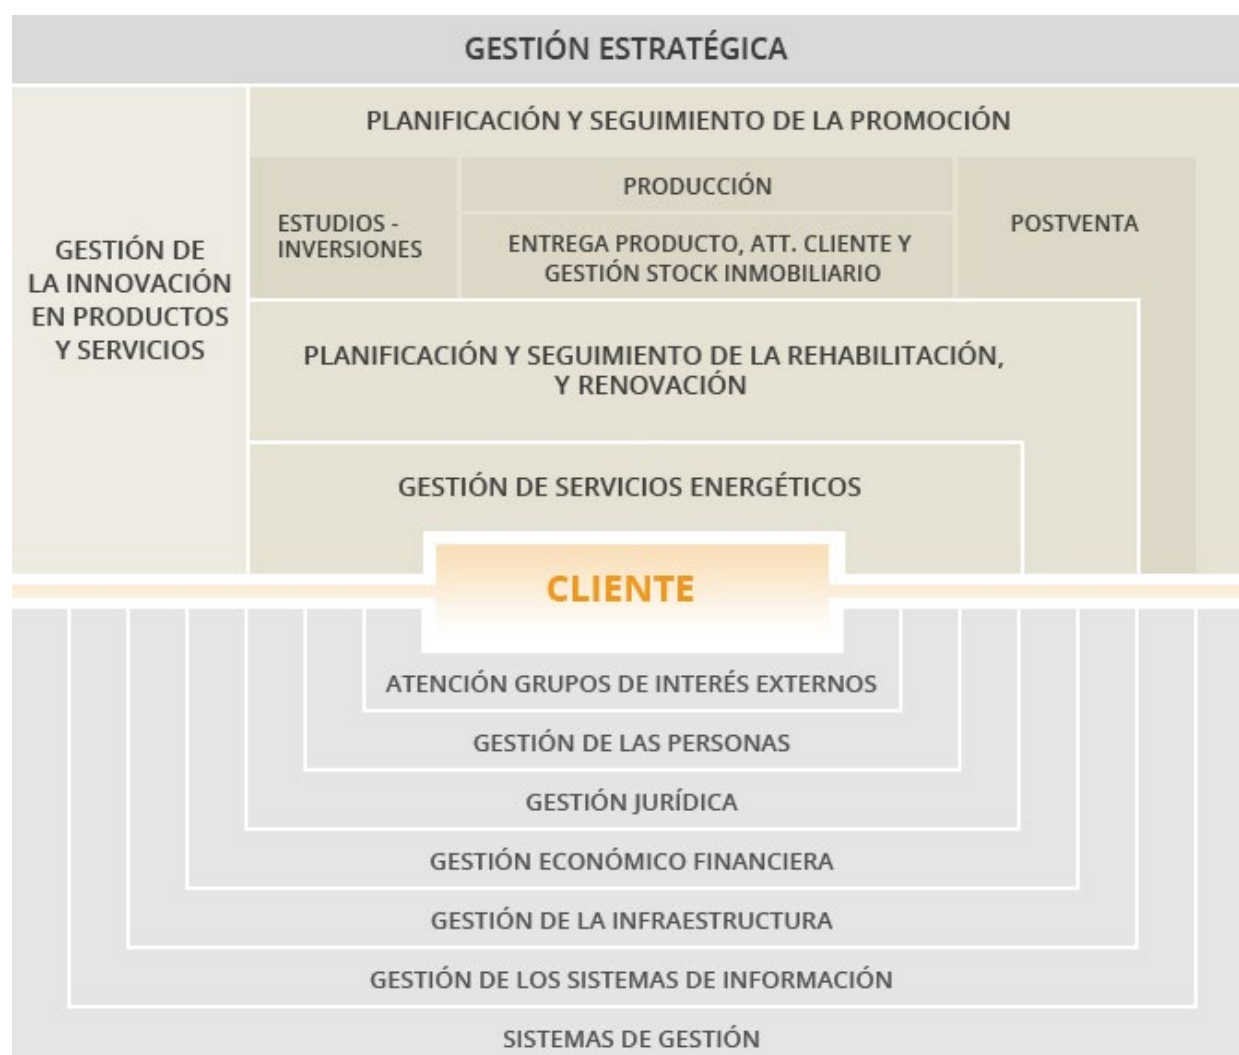 GESTIÓN ESTRATÉGICA
GESTIÓN DE
LA INNOVACIÓN
EN PRODUCTOS
Y SERVICIOS
PLANIFICACIÓN Y SEGUIMIENTO DE LA PROMOCIÓN
ESTUDIOS -
INVERSIONES
PRODUCCIÓN
ENTREGA PRODUCTO, ATT. CLIENTE Y
GESTIÓN STOCK INMOBILIARIO
POSTVENTA
PLANIFICACIÓN Y SEGUIMIENTO DE LA REHABILITACIÓN,
Y RENOVACIÓN
GESTIÓN DE SERVICIOS ENERGÉTICOS
CLIENTE
ATENCIÓN GRUPOS DE INTERÉS EXTERNOS
GESTIÓN DE LAS PERSONAS
GESTIÓN JURÍDICA
GESTIÓN ECONÓMICO FINANCIERA
GESTIÓN DE LA INFRAESTRUCTURA
GESTIÓN DE LOS SISTEMAS DE INFORMACIÓN
SISTEMAS DE GESTIÓN